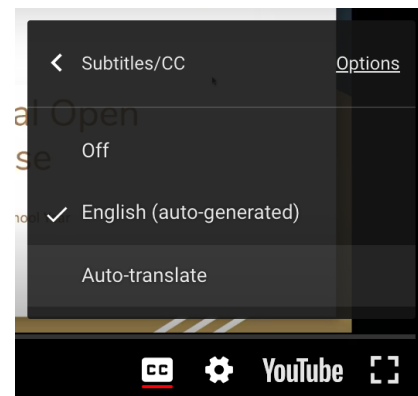 Subtitles/CC Options
al Open
Off
se
English (auto-generated)
Auto-translate
CC YouTube